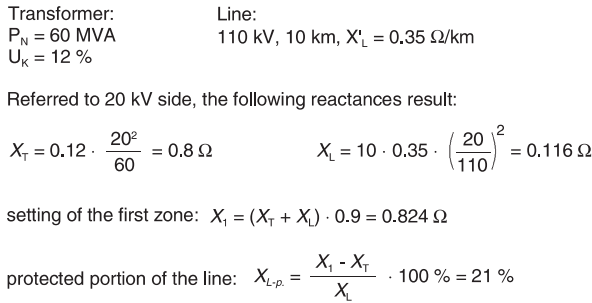 Transformer: Line:
P_N = 60 MVA 110 kV, 10 km, X'_L = 0.35 Ω/km
U_K = 12 %
Referred to 20 kV side, the following reactances result:
X_T = 0.12 · 20²/60 = 0.8 Ω X_L = 10 · 0.35 · (20/110)² = 0.116 Ω
setting of the first zone: X_1 = (X_T + X_L) · 0.9 = 0.824 Ω
protected portion of the line: X_L-p. = (X_1 - X_T)/X_L · 100 % = 21 %